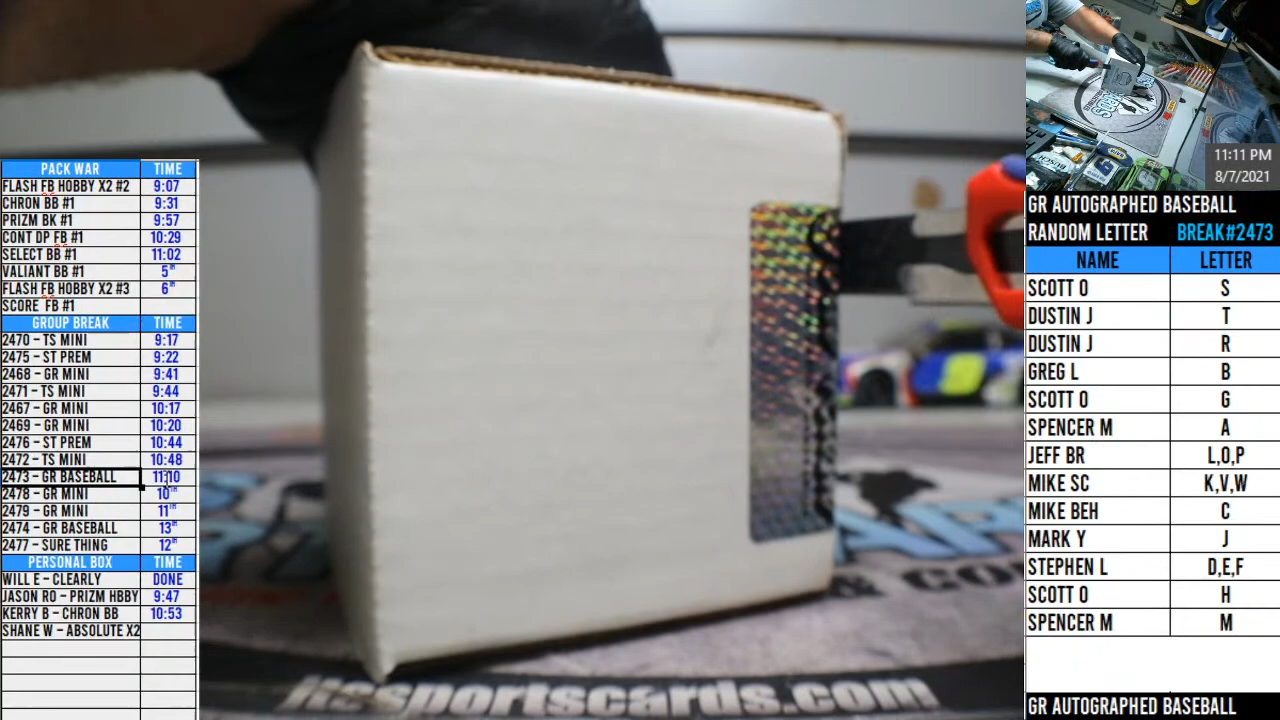 PACK WAR TIME
FLASH FB HOBBY X2 #2 9:07
CHRON BB #1 9:31
PRIZM BK #1 9:57
CONT DP FB #1 10:29
SELECT BB #1 11:02
VALIANT BB #1 5TH
FLASH FB HOBBY X2 #3 6TH
SCORE FB #1
GROUP BREAK TIME
2470 – TS MINI 9:17
2475 – ST PREM 9:22
2468 – GR MINI 9:41
2471 – TS MINI 9:44
2467 – GR MINI 10:17
2469 – GR MINI 10:20
2476 – ST PREM 10:44
2472 – TS MINI 10:48
2473 – GR BASEBALL 11:10
2478 – GR MINI 10TH
2479 – GR MINI 11TH
2474 – GR BASEBALL 13TH
2477 – SURE THING 12TH
PERSONAL BOX TIME
WILL E – CLEARLY DONE
JASON RO – PRIZM HBBY 9:47
KERRY B – CHRON BB 10:53
SHANE W – ABSOLUTE X2
itcsportscards.com
11:11 PM
8/7/2021
GR AUTOGRAPHED BASEBALL
RANDOM LETTER BREAK#2473
NAME LETTER
SCOTT O S
DUSTIN J T
DUSTIN J R
GREG L B
SCOTT O G
SPENCER M A
JEFF BR L,O,P
MIKE SC K,V,W
MIKE BEH C
MARK Y J
STEPHEN L D,E,F
SCOTT O H
SPENCER M M
GR AUTOGRAPHED BASEBALL